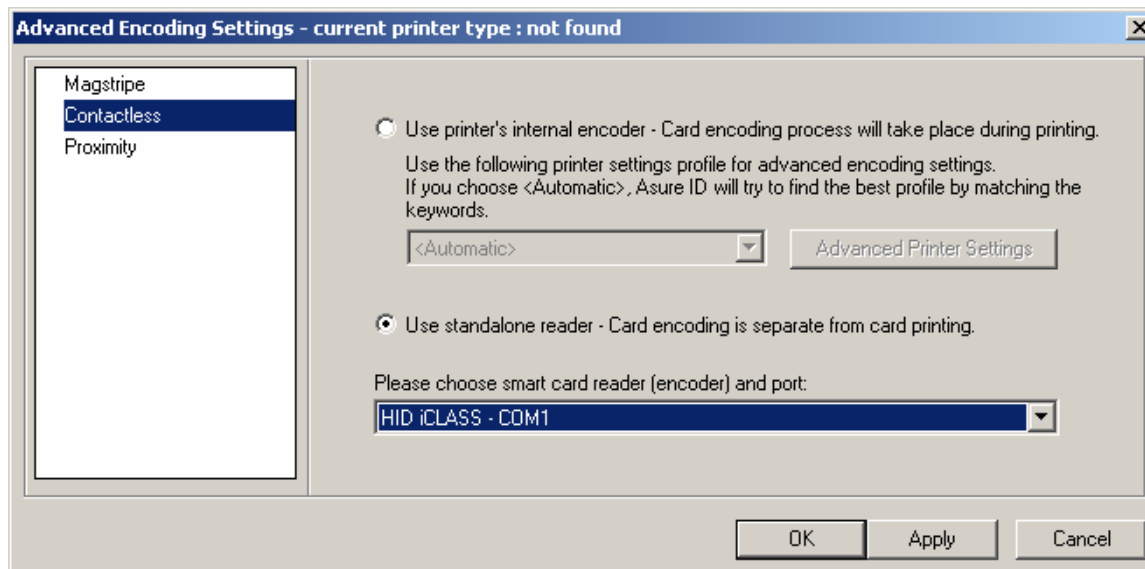 Advanced Encoding Settings - current printer type : not found
Magstripe
Contactless
Proximity
Use printer's internal encoder - Card encoding process will take place during printing.
Use the following printer settings profile for advanced encoding settings.
If you choose <Automatic>, Asure ID will try to find the best profile by matching the
keywords.
<Automatic>
Advanced Printer Settings
Use standalone reader - Card encoding is separate from card printing.
Please choose smart card reader (encoder) and port:
HID iCLASS - COM1
OK
Apply
Cancel